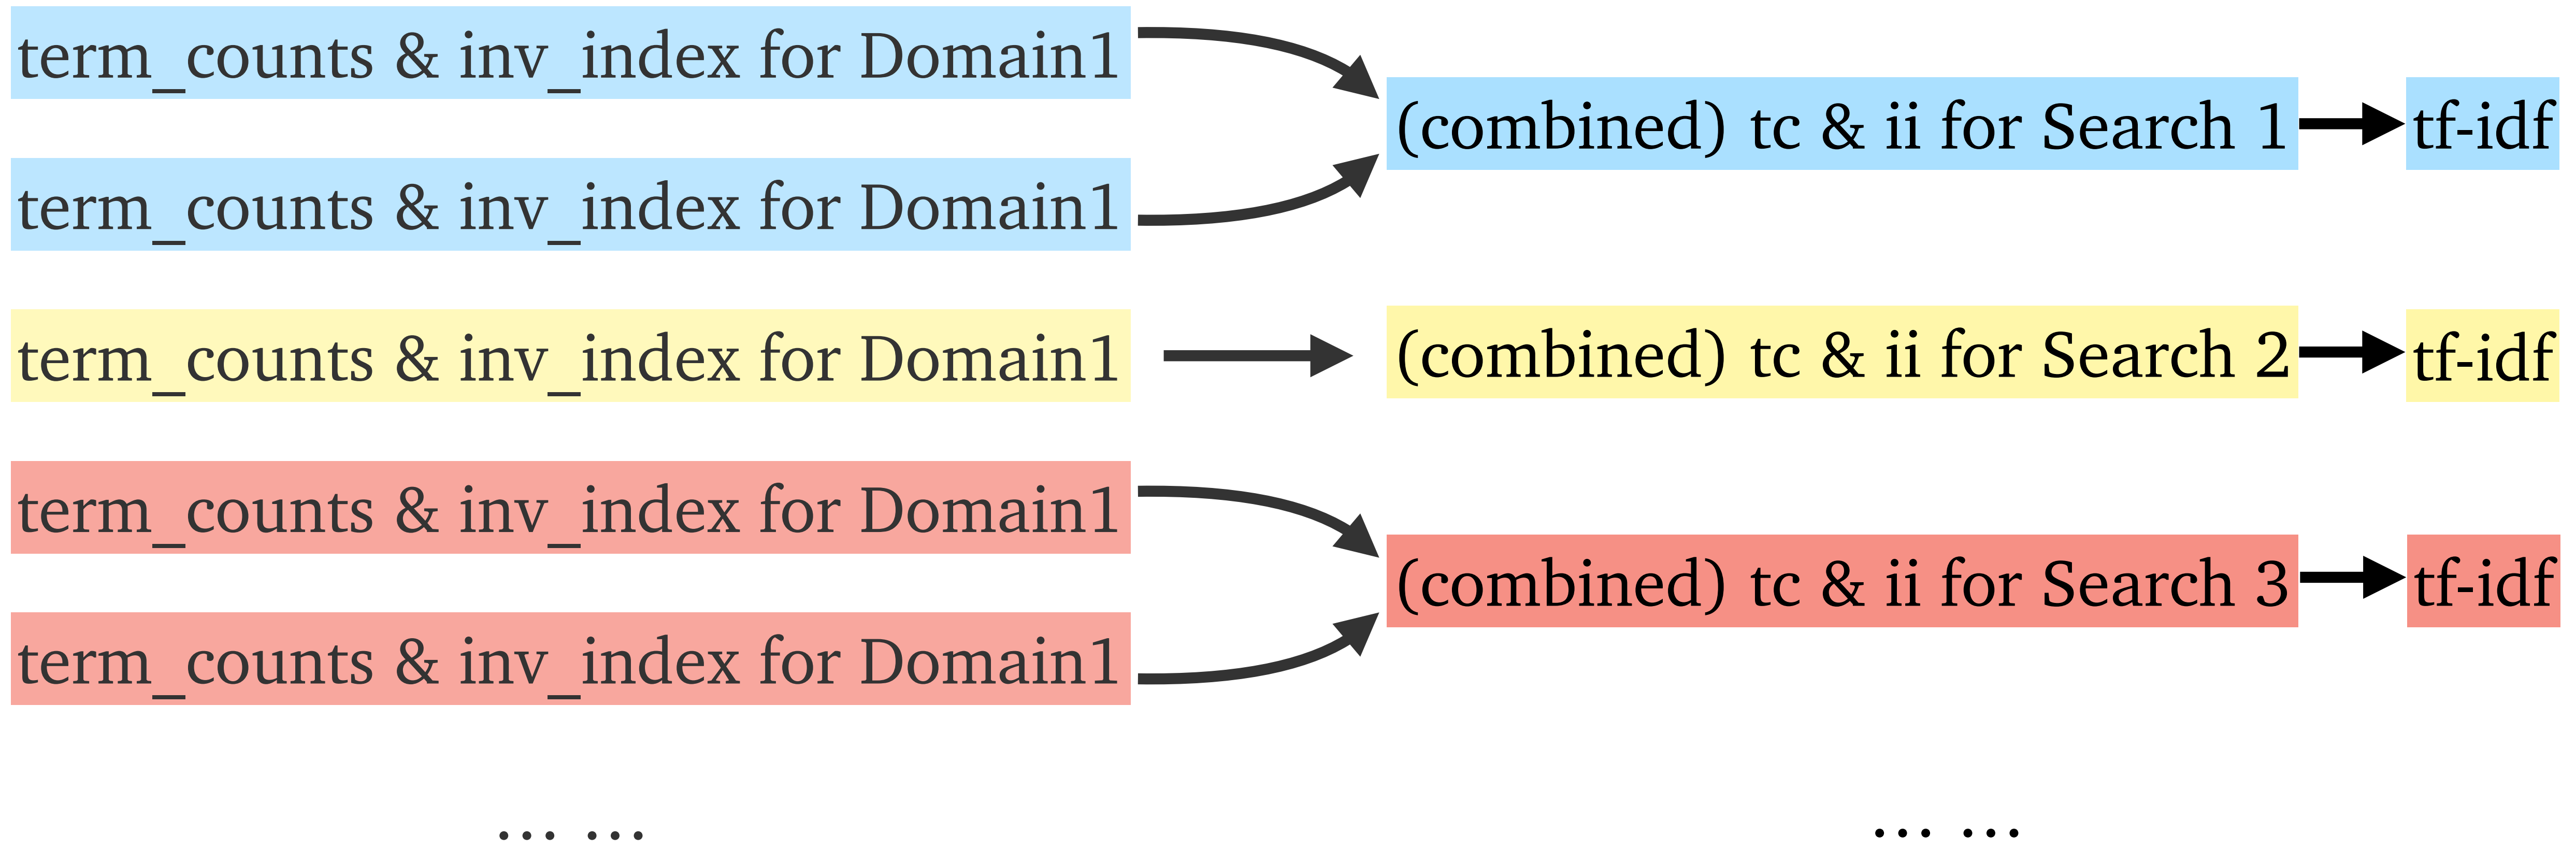 term_counts & inv_index for Domain1
term_counts & inv_index for Domain1
term_counts & inv_index for Domain1
term_counts & inv_index for Domain1
term_counts & inv_index for Domain1
... ...
(combined) tc & ii for Search 1
(combined) tc & ii for Search 2
(combined) tc & ii for Search 3
... ...
tf-idf
tf-idf
tf-idf